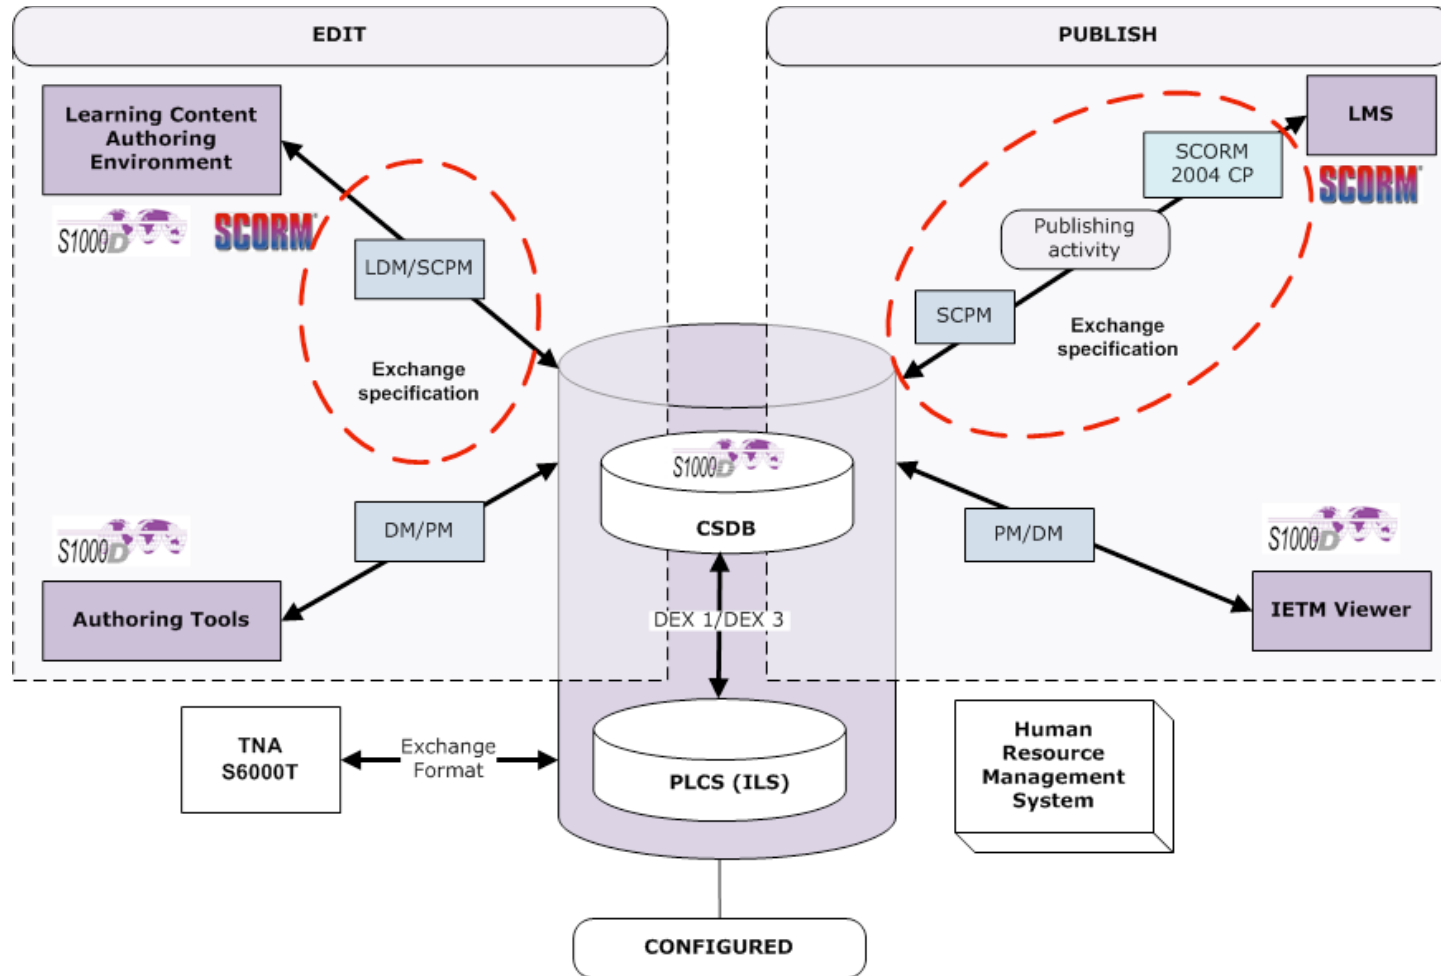 EDIT
PUBLISH
Learning Content
Authoring
Environment
S1000D
SCORM®
LDM/SCPM
Exchange
specification
LMS
SCORM
SCORM
2004 CP
Publishing
activity
SCPM
Exchange
specification
S1000D
CSDB
S1000D
DM/PM
Authoring Tools
PM/DM
S1000D
IETM Viewer
DEX 1/DEX 3
TNA
S6000T
Exchange
Format
PLCS (ILS)
Human
Resource
Management
System
CONFIGURED